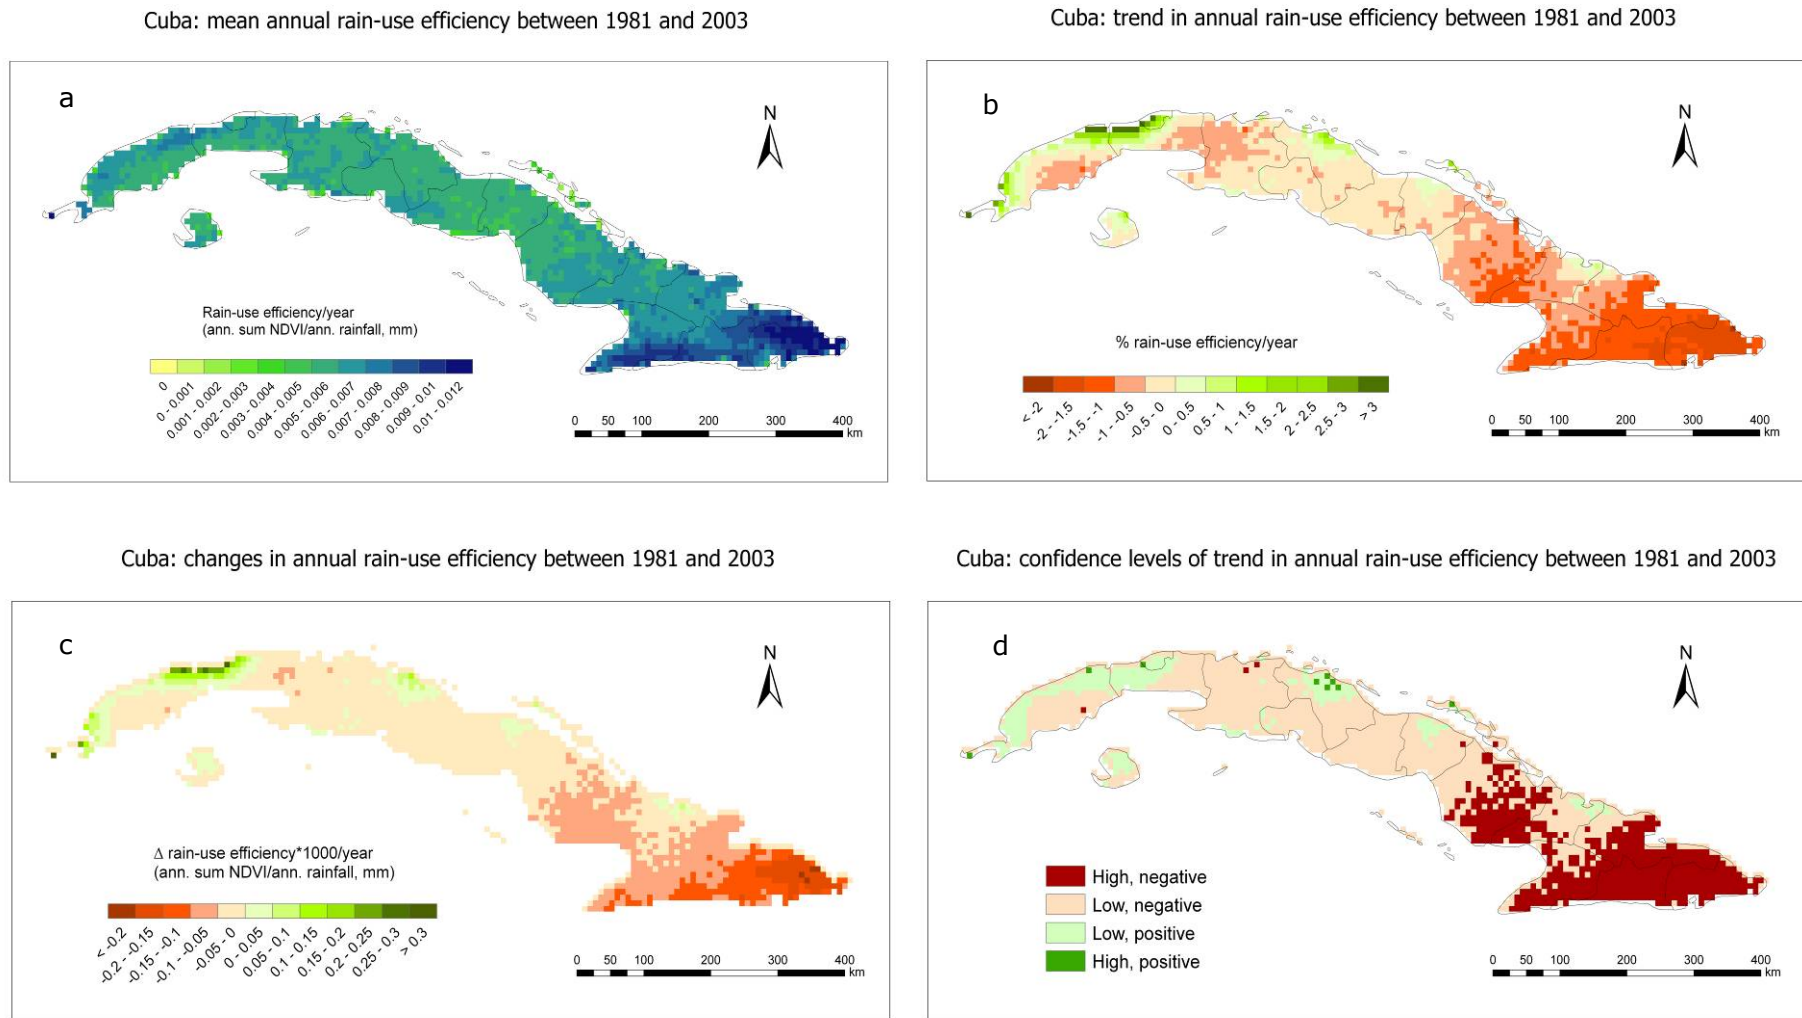 Cuba: mean annual rain-use efficiency between 1981 and 2003
a
N
Rain-use efficiency/year
(ann. sum NDVI/ann. rainfall, mm)
0
0 - 0.001
0.001 - 0.002
0.002 - 0.003
0.003 - 0.004
0.004 - 0.005
0.005 - 0.006
0.006 - 0.007
0.007 - 0.008
0.008 - 0.009
0.009 - 0.01
0.01 - 0.012
0 50 100 200 300 400
km
Cuba: trend in annual rain-use efficiency between 1981 and 2003
b
N
% rain-use efficiency/year
< -2
-2 - -1.5
-1.5 - -1
-1 - -0.5
-0.5 - 0
0 - 0.5
0.5 - 1
1 - 1.5
1.5 - 2
2 - 2.5
2.5 - 3
> 3
0 50 100 200 300 400
km
Cuba: changes in annual rain-use efficiency between 1981 and 2003
c
N
Δ rain-use efficiency*1000/year
(ann. sum NDVI/ann. rainfall, mm)
< -0.2
-0.2 - -0.15
-0.15 - -0.1
-0.1 - -0.05
-0.05 - 0
0 - 0.05
0.05 - 0.1
0.1 - 0.15
0.15 - 0.2
0.2 - 0.25
0.25 - 0.3
> 0.3
0 50 100 200 300 400
km
Cuba: confidence levels of trend in annual rain-use efficiency between 1981 and 2003
d
N
High, negative
Low, negative
Low, positive
High, positive
0 50 100 200 300 400
km